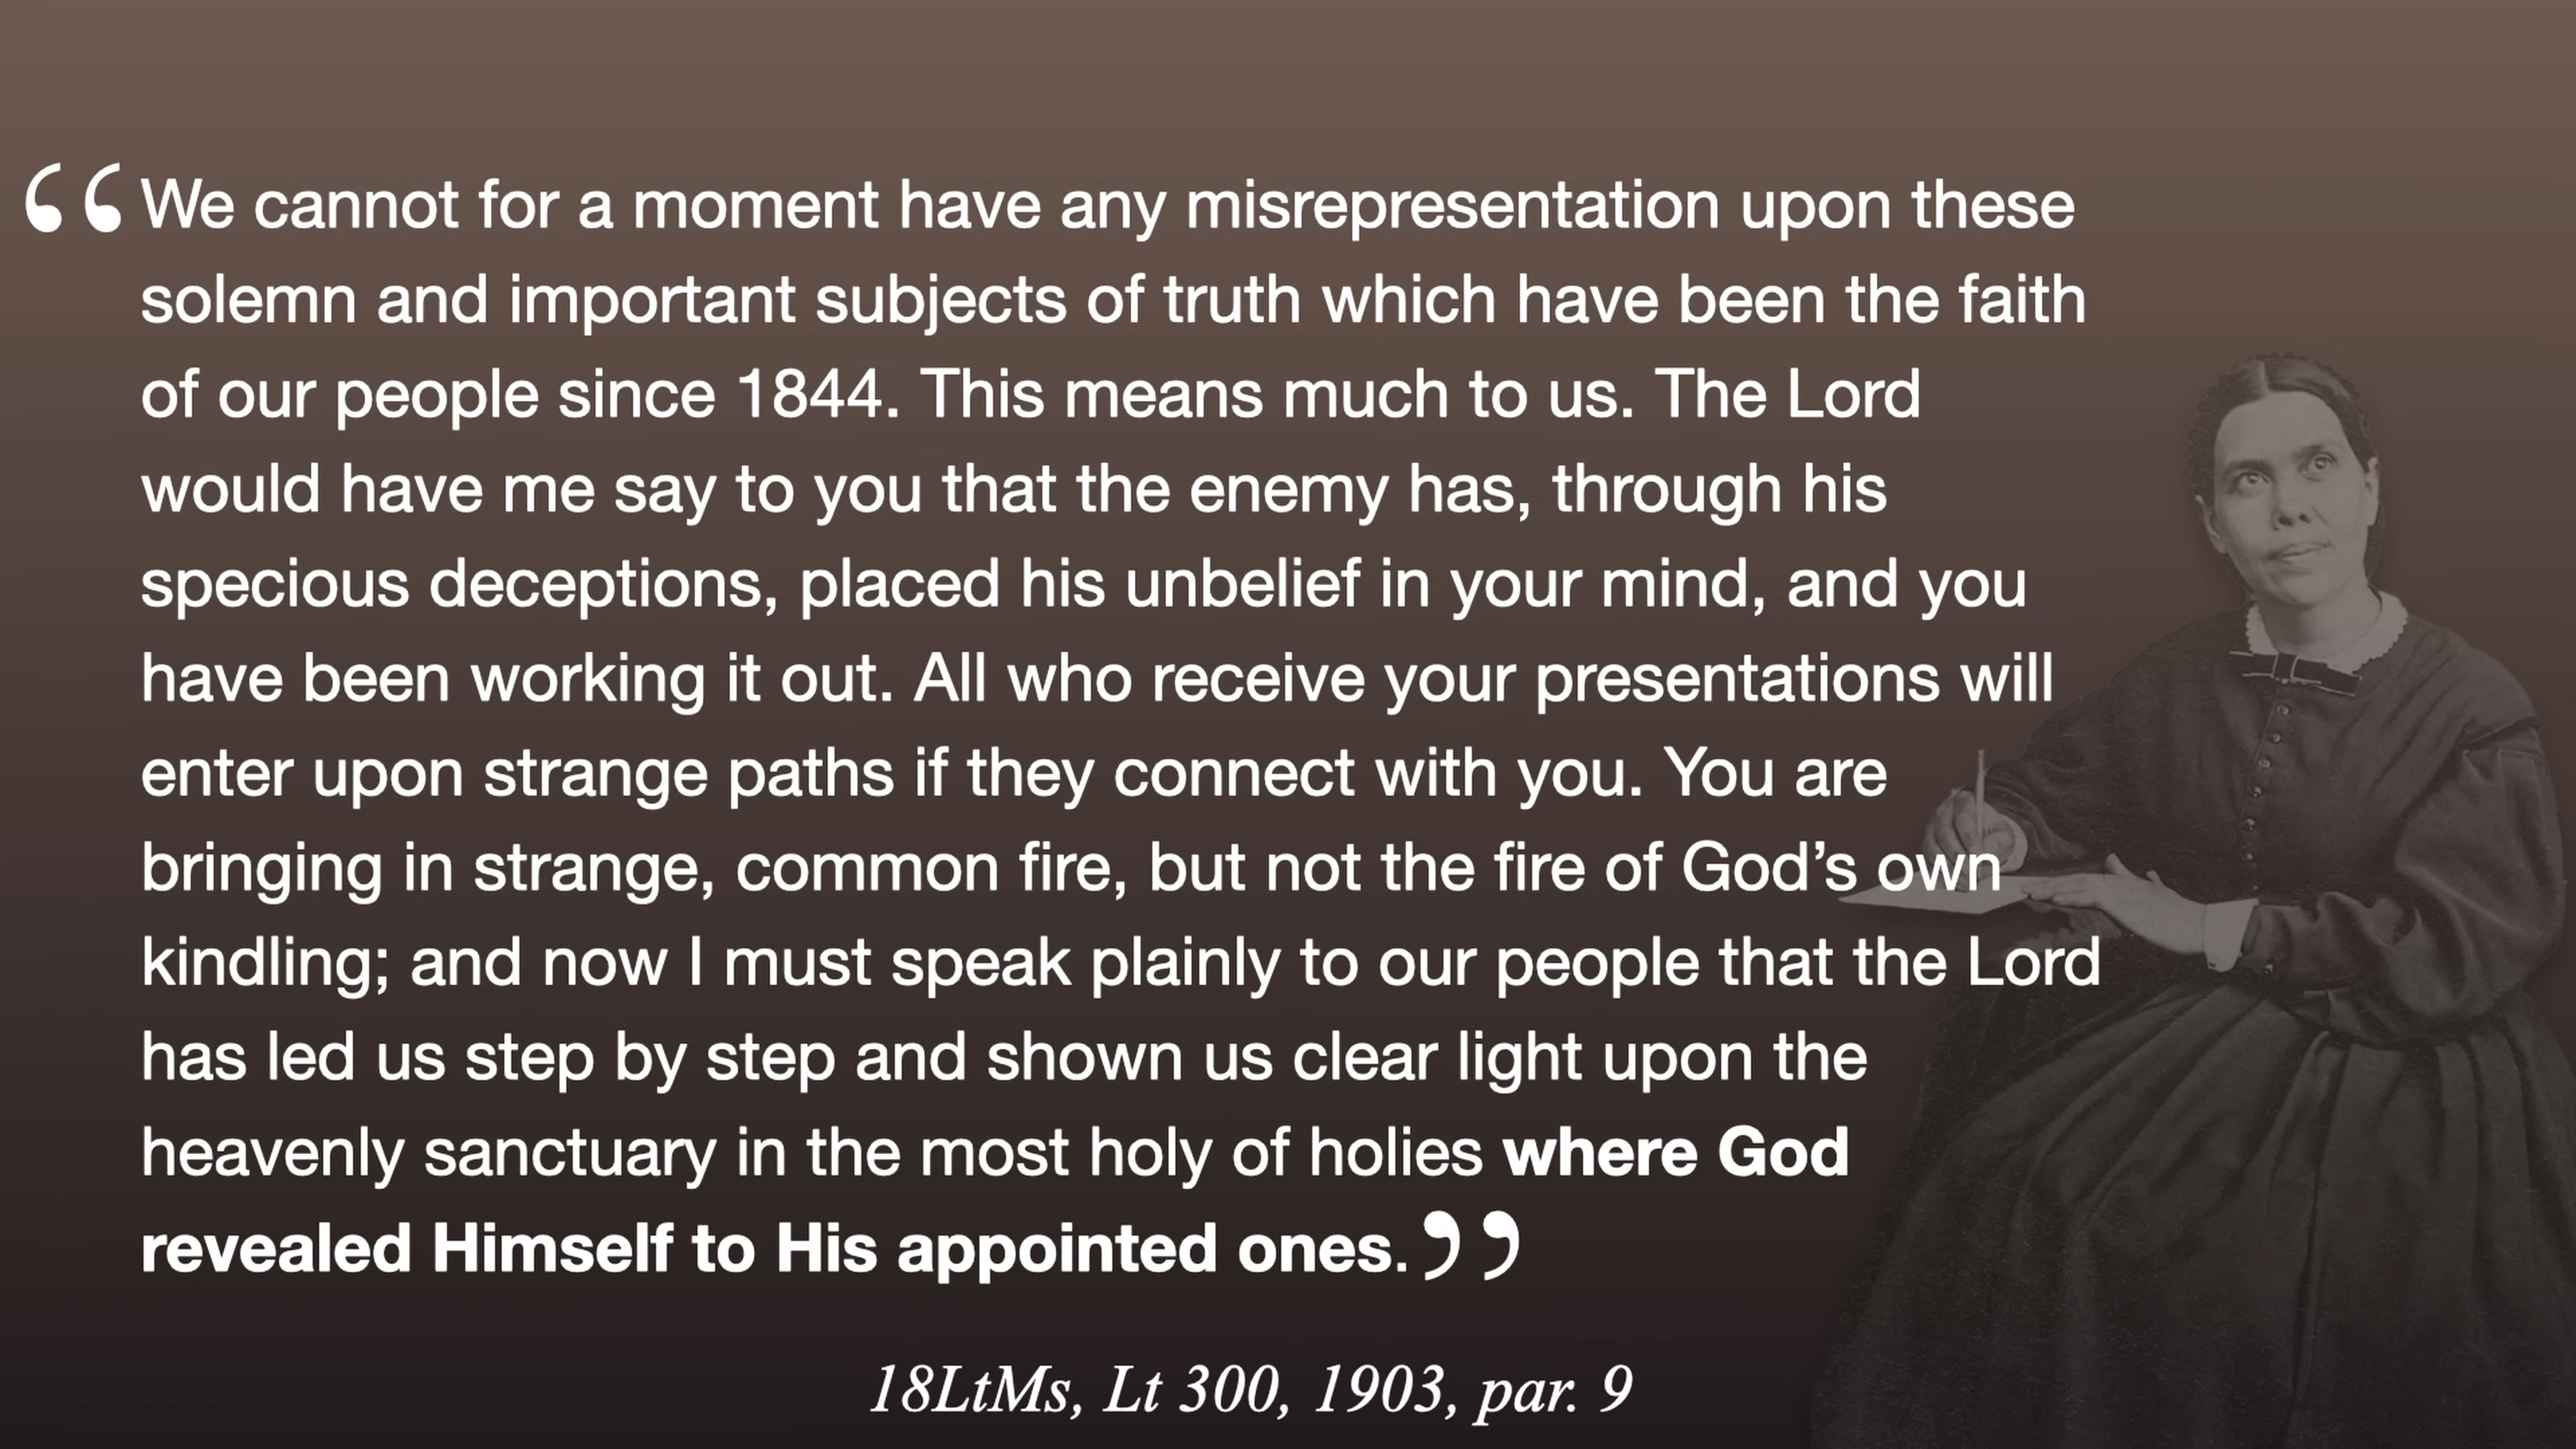 “We cannot for a moment have any misrepresentation upon these
solemn and important subjects of truth which have been the faith
of our people since 1844. This means much to us. The Lord
would have me say to you that the enemy has, through his
specious deceptions, placed his unbelief in your mind, and you
have been working it out. All who receive your presentations will
enter upon strange paths if they connect with you. You are
bringing in strange, common fire, but not the fire of God’s own
kindling; and now I must speak plainly to our people that the Lord
has led us step by step and shown us clear light upon the
heavenly sanctuary in the most holy of holies where God
revealed Himself to His appointed ones.”
18LtMs, Lt 300, 1903, par. 9